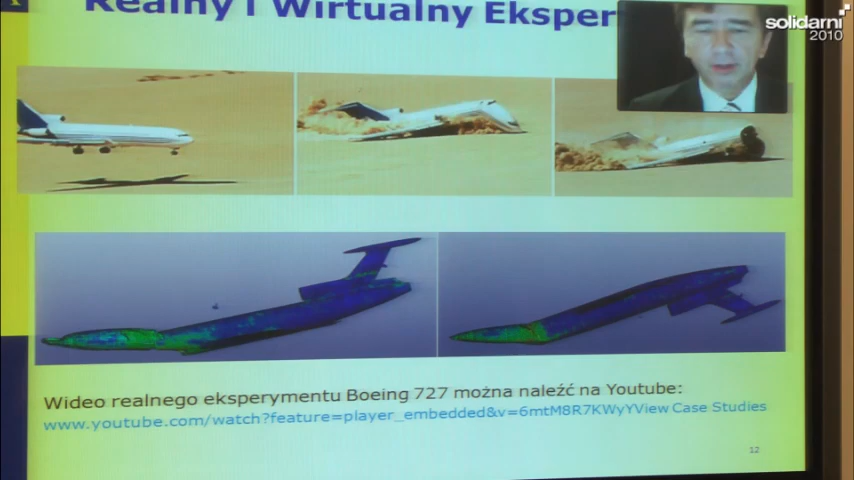 Realny i Wirtualny Eksper
solidarni
2010
Wideo realnego eksperymentu Boeing 727 można naleźć na Youtube:
www.youtube.com/watch?feature=player_embedded&v=6mtM8R7KWyYView Case Studies
12